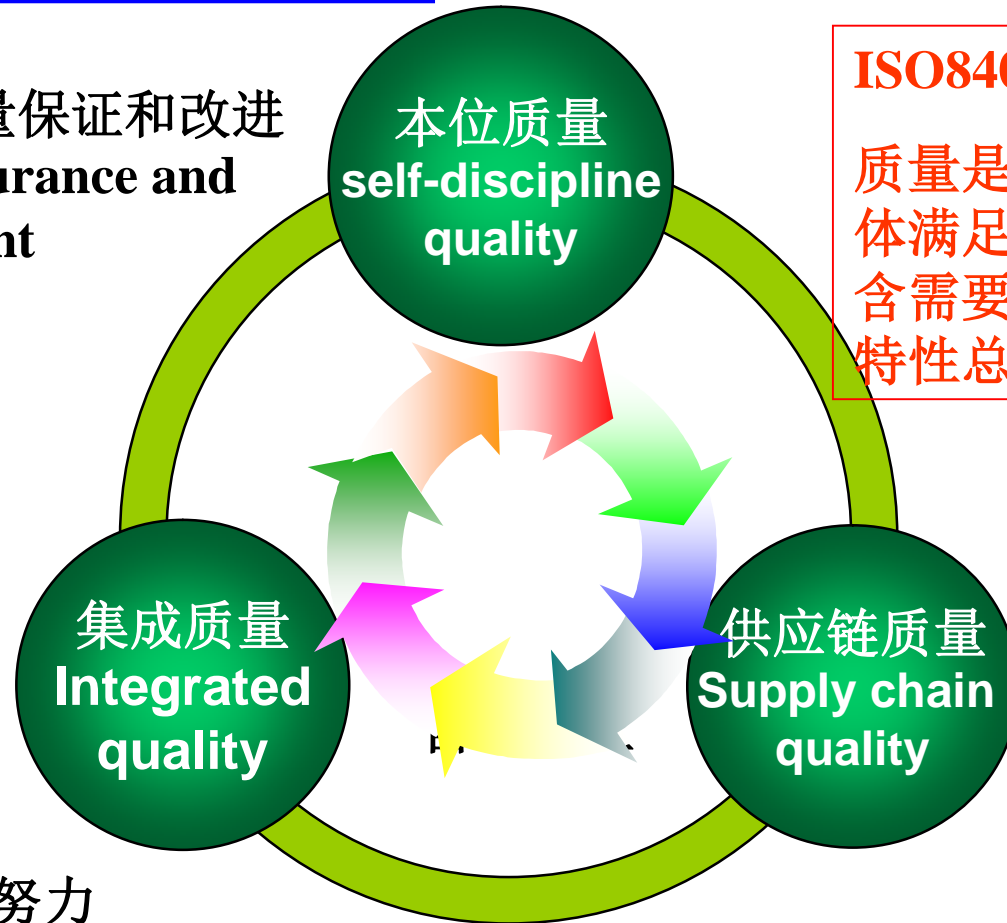 量保证和改进
urance and
nt
本位质量
self-discipline
quality
ISO840
质量是
体满足
含需要
特性总
集成质量
Integrated
quality
供应链质量
Supply chain
quality
努力